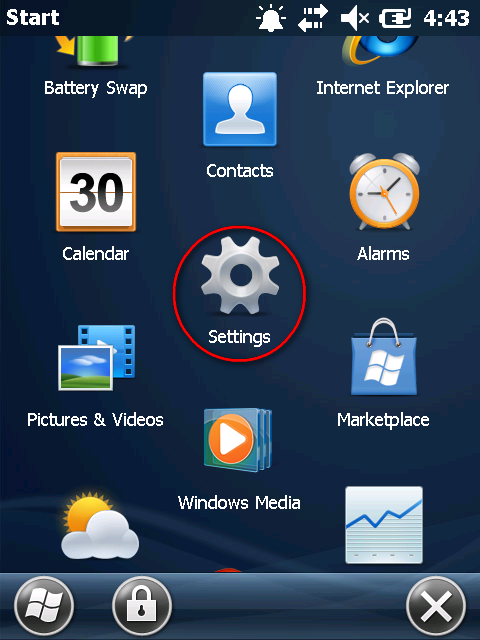 Start
4:43
Battery Swap
Internet Explorer
Contacts
30
Calendar
Alarms
Settings
Pictures & Videos
Marketplace
Windows Media